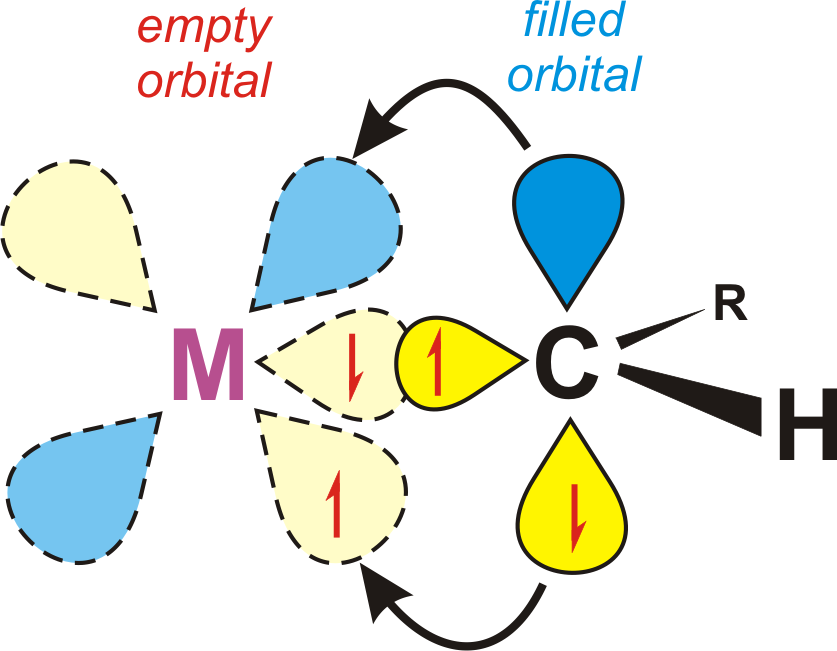 empty
orbital
filled
orbital
R
M
C
H